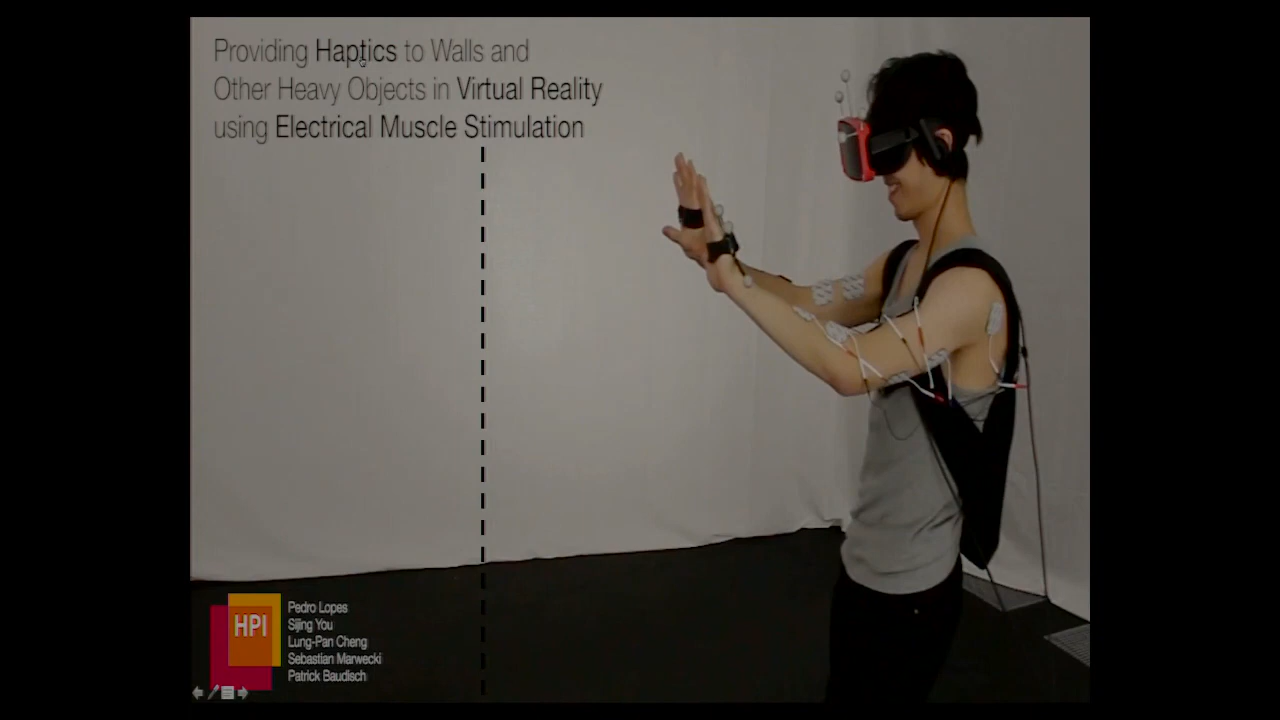 Providing Haptics to Walls and
Other Heavy Objects in Virtual Reality
using Electrical Muscle Stimulation
HPI
Pedro Lopes
Sijing You
Lung-Pan Cheng
Sebastian Marwecki
Patrick Baudisch